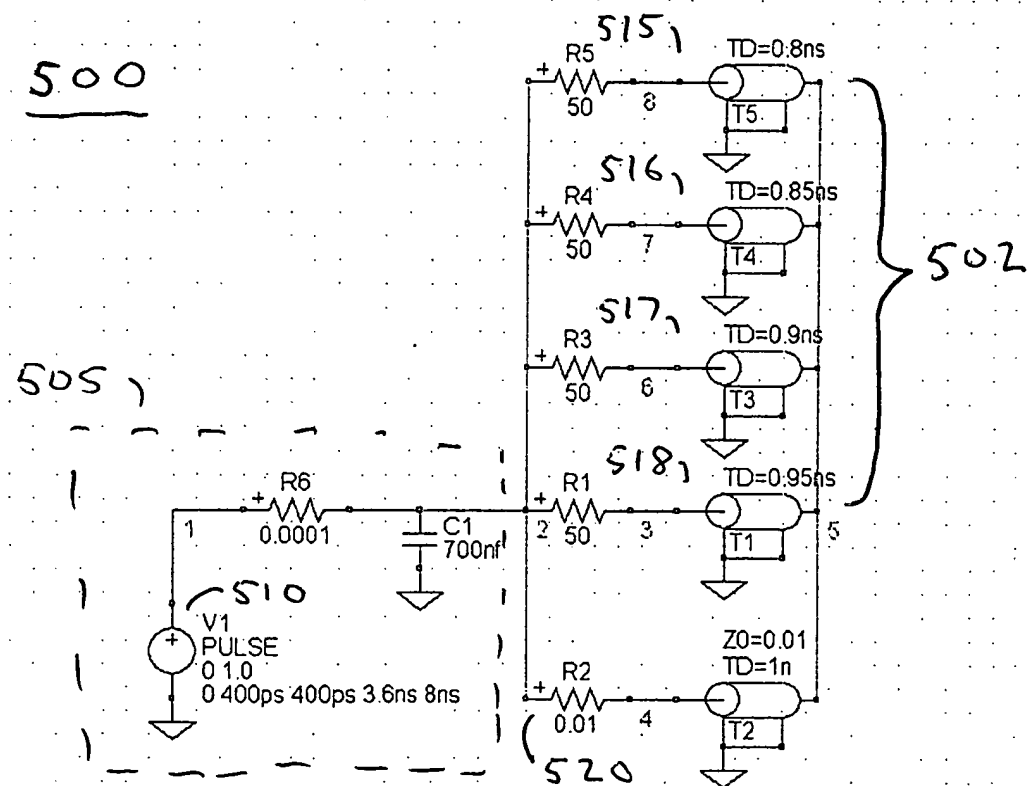 500
515
R5
+
50
8
TD=0.8ns
T5
516
R4
+
50
7
TD=0.85ns
T4
502
517
R3
+
50
6
TD=0.9ns
T3
505
518
R1
+
2
50
3
TD=0.95ns
T1
5
1
+
R6
0.0001
C1
700nf
510
V1
+
PULSE
0 1.0
0 400ps 400ps 3.6ns 8ns
R2
+
0.01
4
Z0=0.01
TD=1n
T2
520